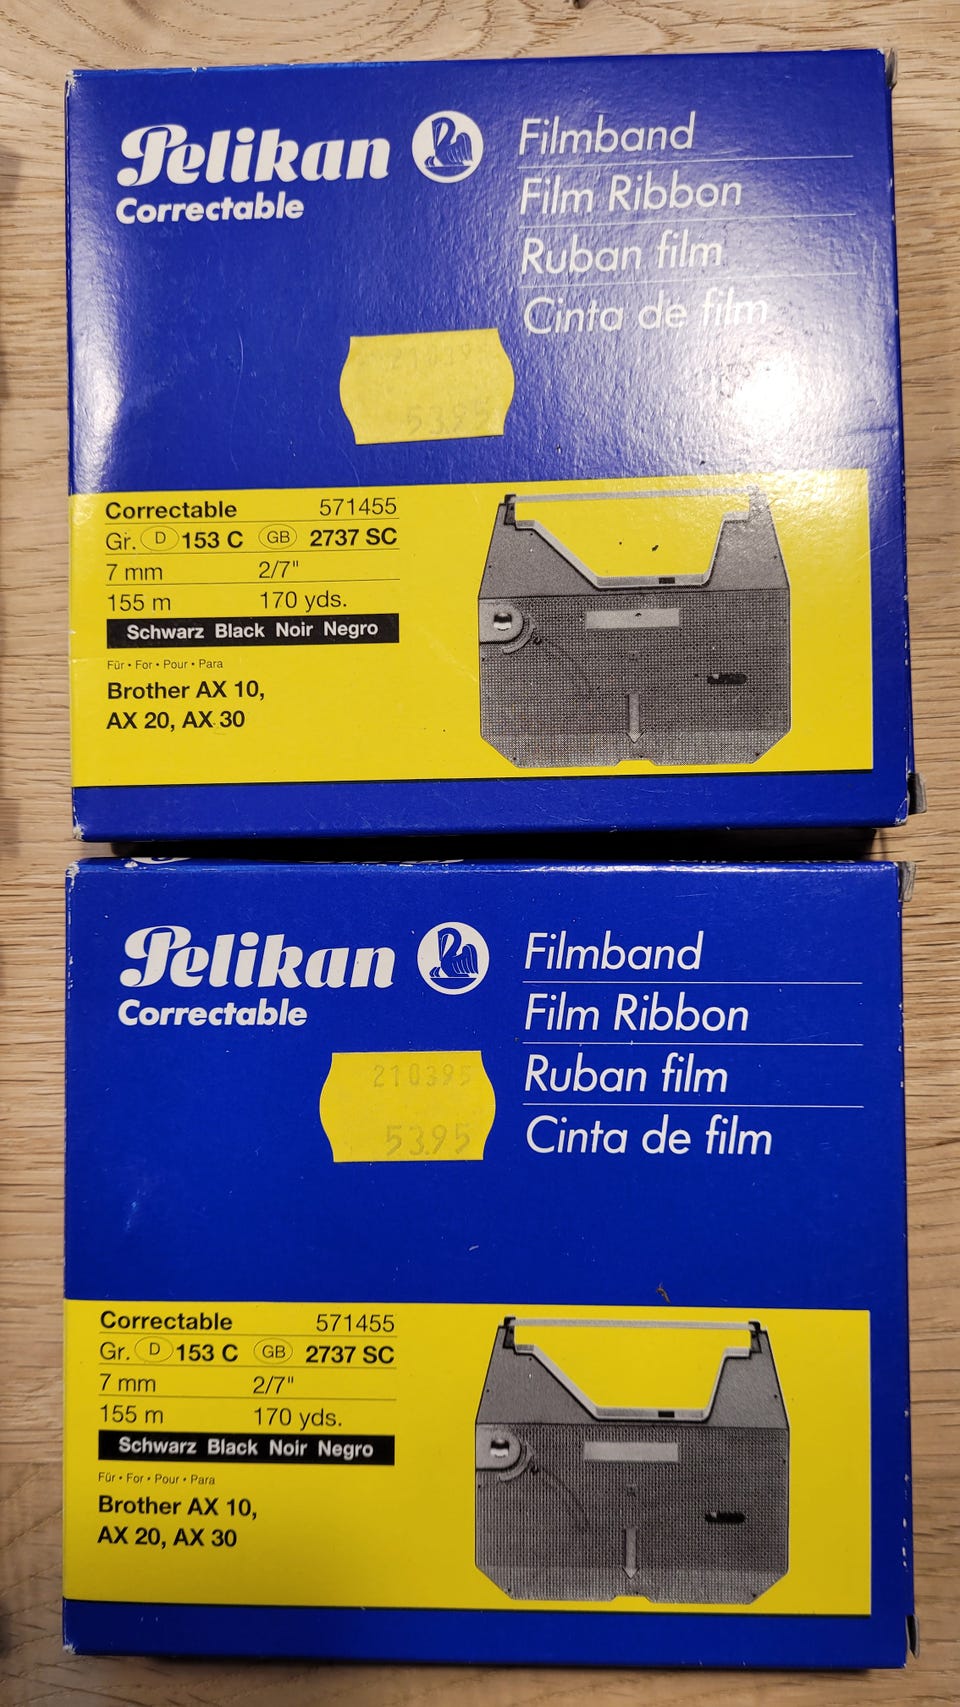 Pelikan
Correctable
Filmband
Film Ribbon
Ruban film
Cinta de film
53.95
Correctable 571455
Gr. D 153 C GB 2737 SC
7 mm 2/7"
155 m 170 yds.
Schwarz Black Noir Negro
Für • For • Pour • Para
Brother AX 10,
AX 20, AX 30
Pelikan
Correctable
Filmband
Film Ribbon
Ruban film
Cinta de film
210395
53.95
Correctable 571455
Gr. D 153 C GB 2737 SC
7 mm 2/7"
155 m 170 yds.
Schwarz Black Noir Negro
Für • For • Pour • Para
Brother AX 10,
AX 20, AX 30